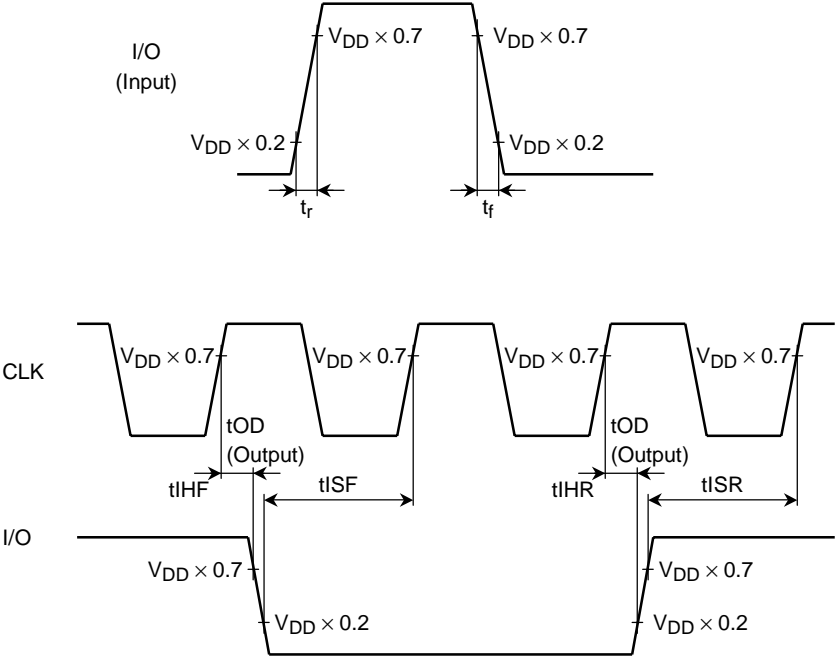 I/O
(Input)
VDD × 0.7
VDD × 0.7
VDD × 0.2
VDD × 0.2
tr
tf
CLK
VDD × 0.7
VDD × 0.7
VDD × 0.7
VDD × 0.7
tOD
(Output)
tOD
(Output)
tIHF
tISF
tIHR
tISR
I/O
VDD × 0.7
VDD × 0.7
VDD × 0.2
VDD × 0.2